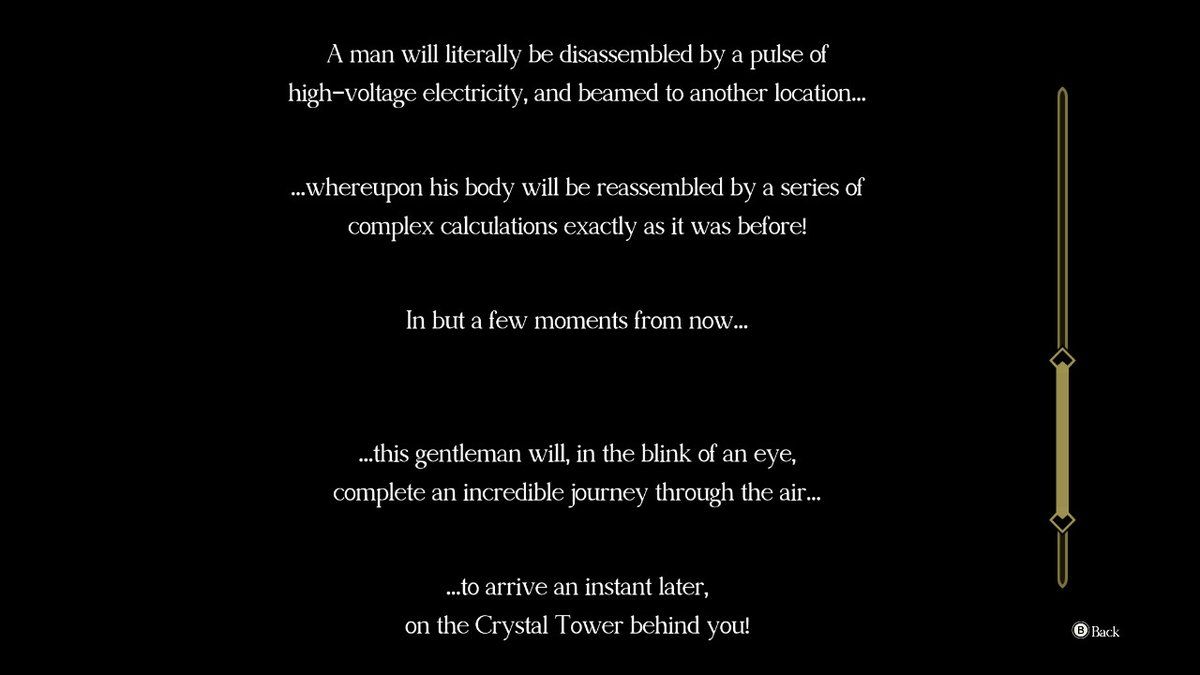 A man will literally be disassembled by a pulse of
high-voltage electricity, and beamed to another location...
...whereupon his body will be reassembled by a series of
complex calculations exactly as it was before!
In but a few moments from now...
...this gentleman will, in the blink of an eye,
complete an incredible journey through the air...
...to arrive an instant later,
on the Crystal Tower behind you!
B Back